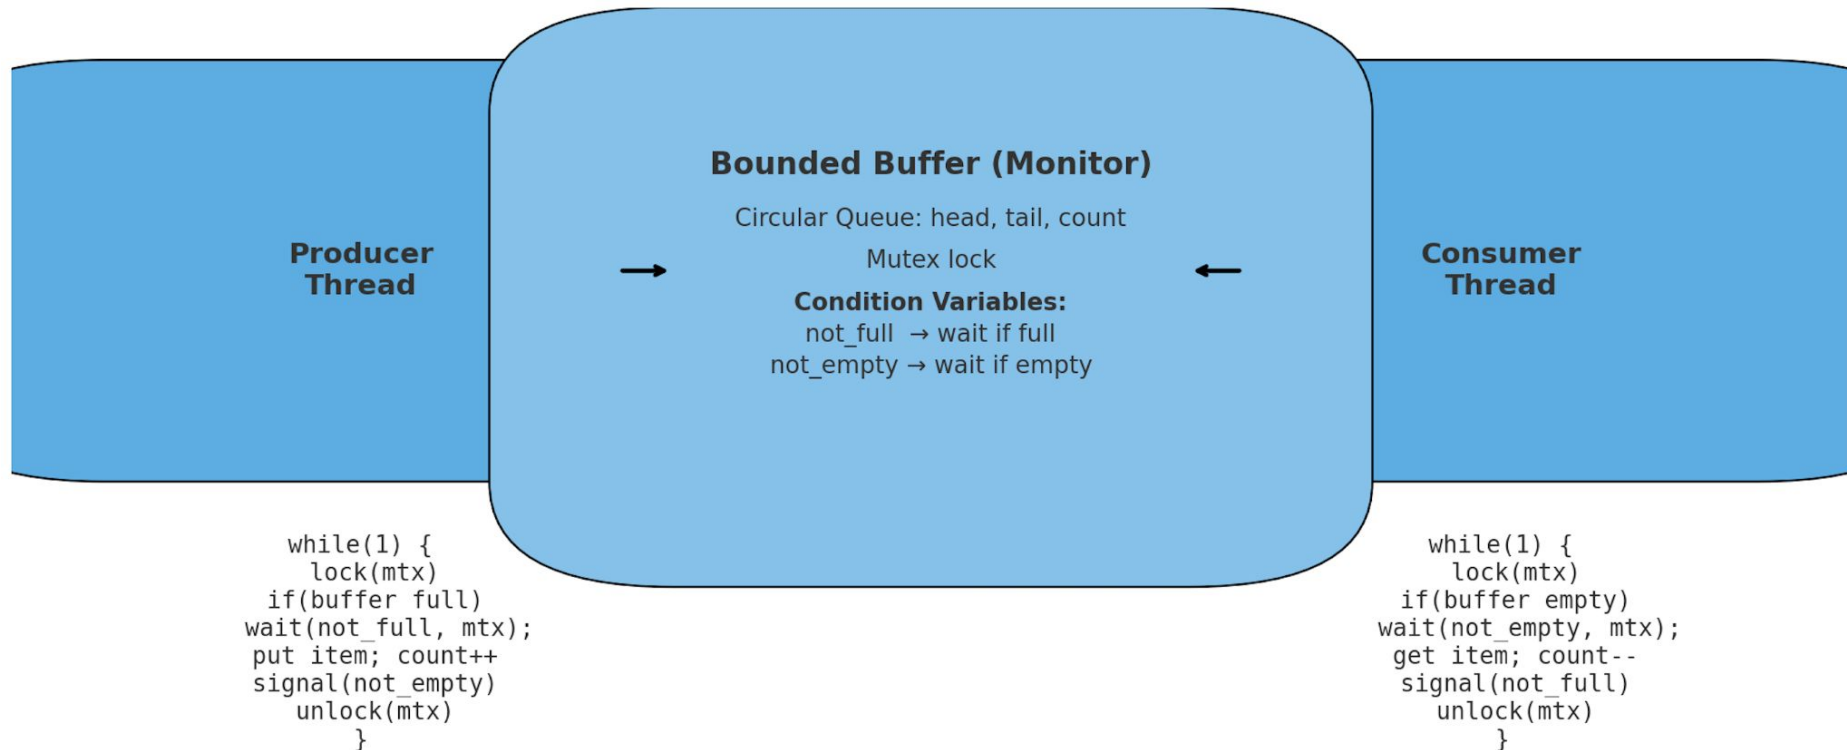 Producer
Thread
Bounded Buffer (Monitor)
Circular Queue: head, tail, count
Mutex lock
Condition Variables:
not_full → wait if full
not_empty → wait if empty
Consumer
Thread
while(1) {
lock(mtx)
if(buffer full)
wait(not_full, mtx);
put item; count++
signal(not_empty)
unlock(mtx)
}
while(1) {
lock(mtx)
if(buffer empty)
wait(not_empty, mtx);
get item; count--
signal(not_full)
unlock(mtx)
}